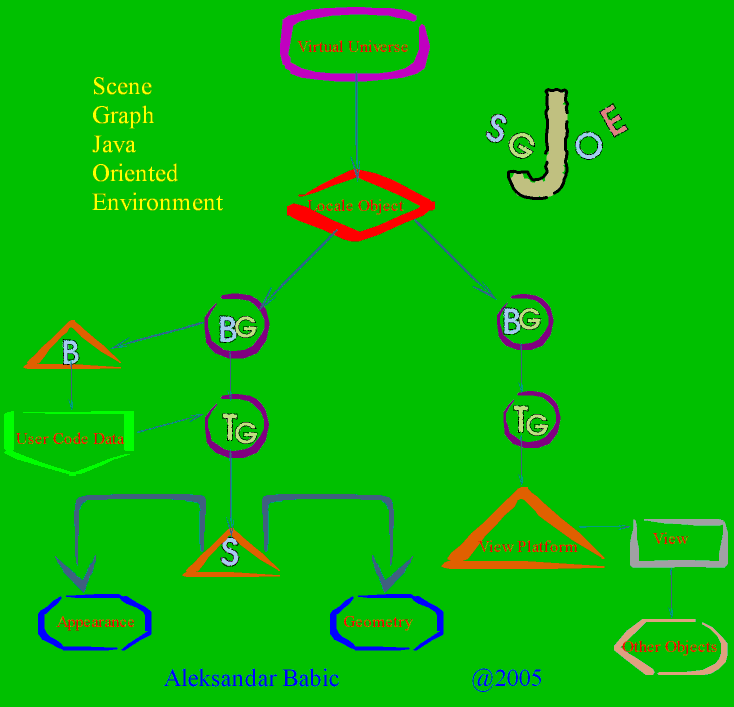 Virtual Universe
Scene
Graph
Java
Oriented
Environment
SGJOE
Locale Object
BG
BG
B
User Code Data
TG
TG
S
View Platform
View
Appearance
Geometry
Other Objects
Aleksandar Babic @2005